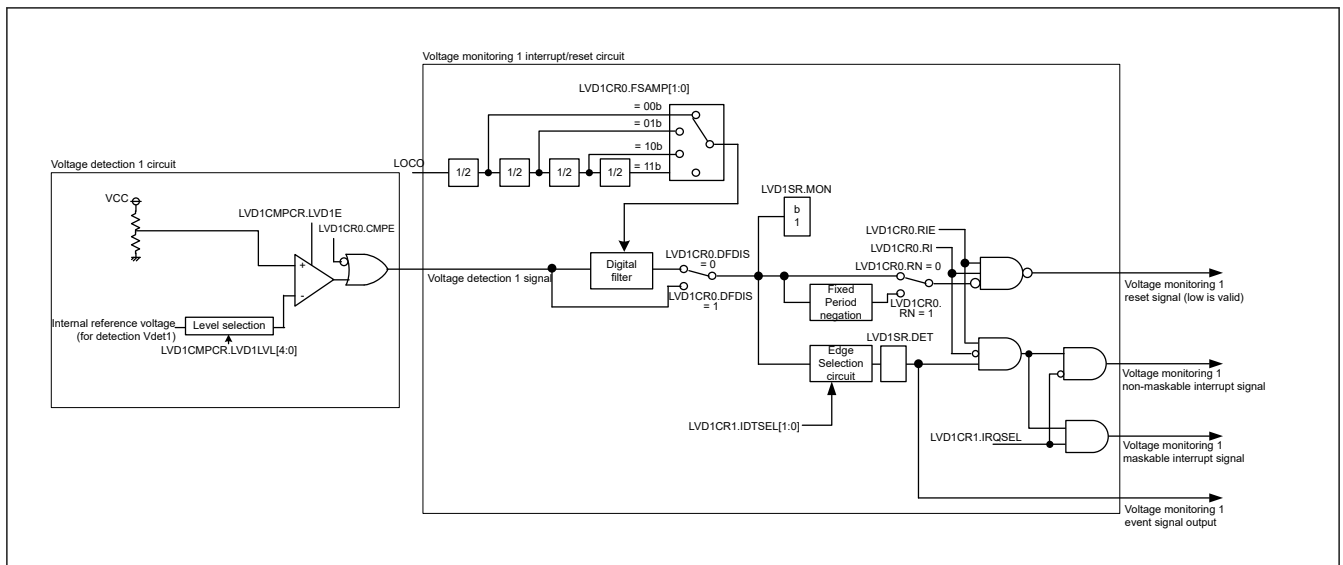 Voltage monitoring 1 interrupt/reset circuit
LVD1CR0.FSAMP[1:0]
= 00b
= 01b
= 10b
= 11b
LOCO
1/2
1/2
1/2
1/2
Voltage detection 1 circuit
VCC
LVD1CMPCR.LVD1E
LVD1CR0.CMPE
+
-
Internal reference voltage
(for detection Vdet1)
Level selection
LVD1CMPCR.LVD1LVL[4:0]
Voltage detection 1 signal
Digital
filter
LVD1CR0.DFDIS
= 0
LVD1CR0.DFDIS
= 1
LVD1SR.MON
b
1
LVD1CR0.RIE
LVD1CR0.RI
LVD1CR0.RN = 0
Fixed
Period
negation
LVD1CR0.
RN = 1
Voltage monitoring 1
reset signal (low is valid)
LVD1SR.DET
Edge
Selection
circuit
LVD1CR1.IDTSEL[1:0]
Voltage monitoring 1
non-maskable interrupt signal
LVD1CR1.IRQSEL
Voltage monitoring 1
maskable interrupt signal
Voltage monitoring 1
event signal output